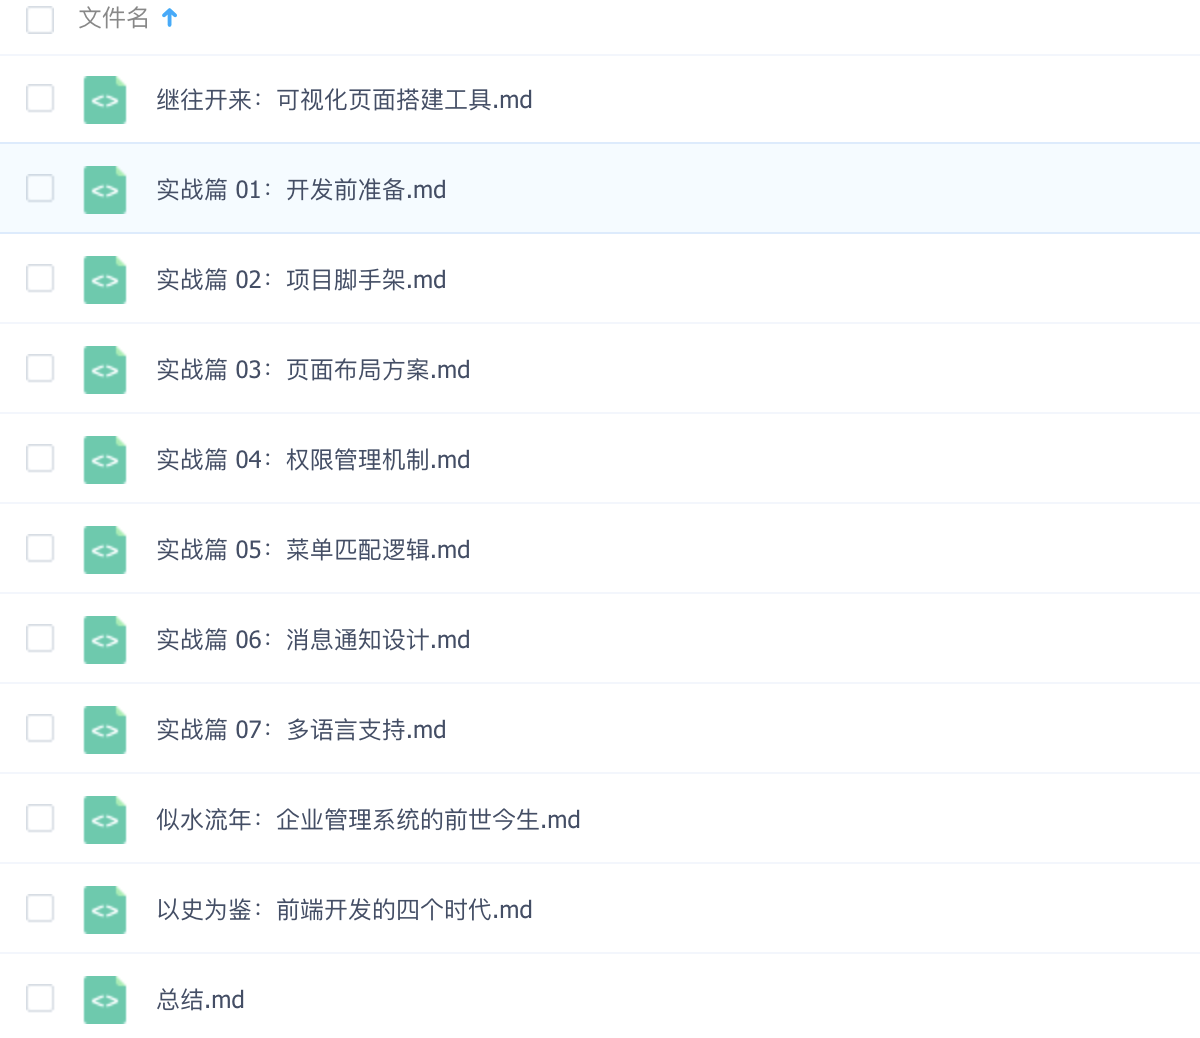 文件名
继往开来：可视化页面搭建工具.md
实战篇 01：开发前准备.md
实战篇 02：项目脚手架.md
实战篇 03：页面布局方案.md
实战篇 04：权限管理机制.md
实战篇 05：菜单匹配逻辑.md
实战篇 06：消息通知设计.md
实战篇 07：多语言支持.md
似水流年：企业管理系统的前世今生.md
以史为鉴：前端开发的四个时代.md
总结.md